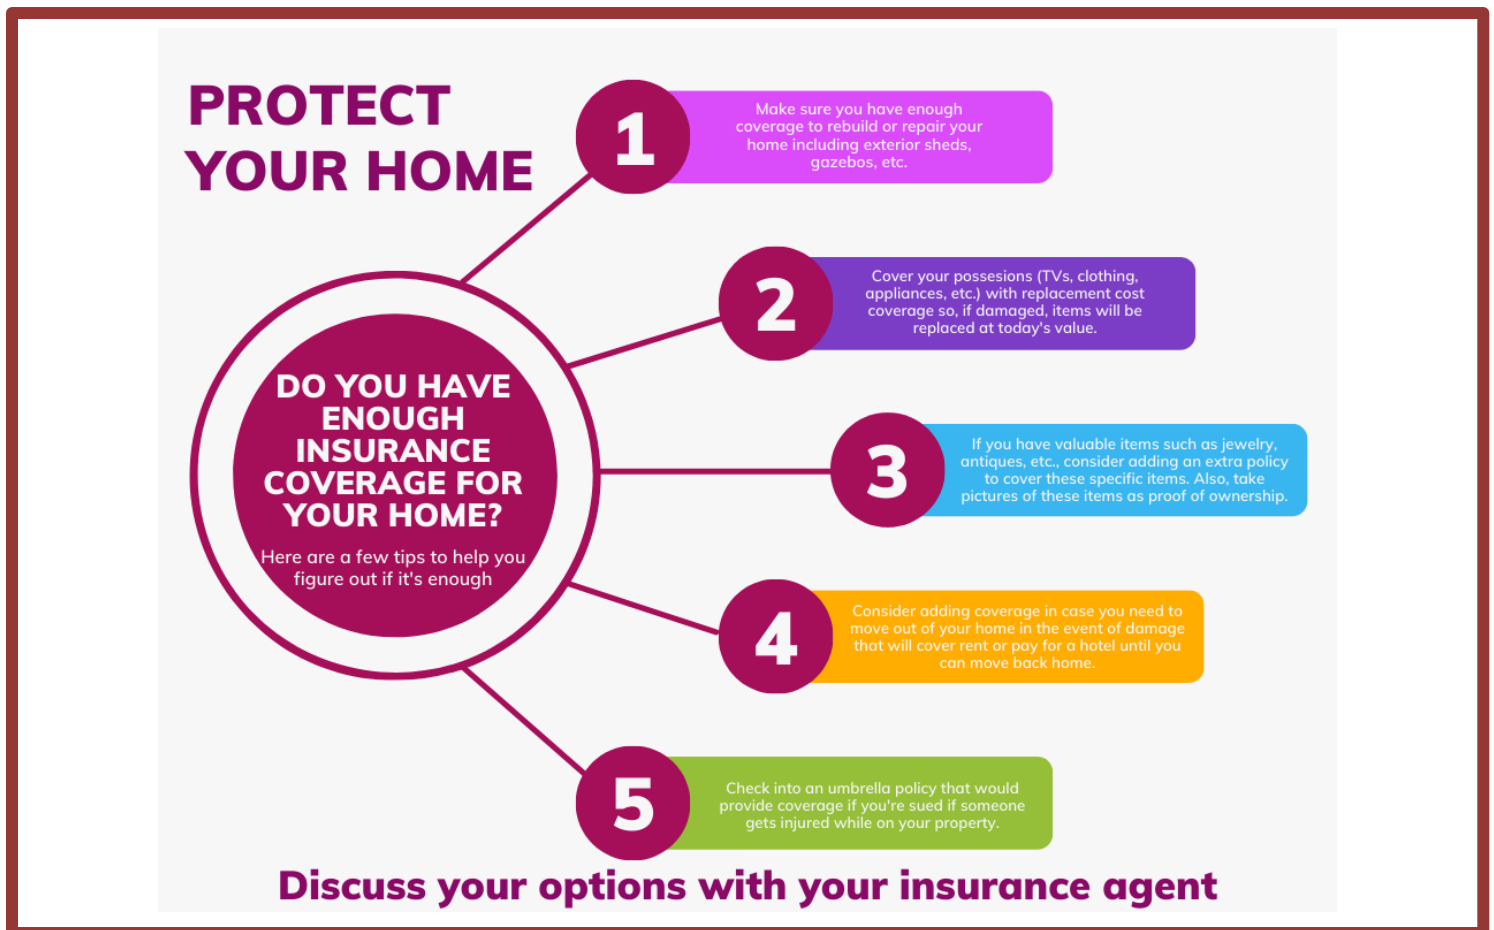 PROTECT
YOUR HOME
1
Make sure you have enough
coverage to rebuild or repair your
home including exterior sheds,
gazebos, etc.
2
Cover your possesions (TVs, clothing,
appliances, etc.) with replacement cost
coverage so, if damaged, items will be
replaced at today's value.
DO YOU HAVE
ENOUGH
INSURANCE
COVERAGE FOR
YOUR HOME?
Here are a few tips to help you
figure out if it's enough
3
If you have valuable items such as jewelry,
antiques, etc., consider adding an extra policy
to cover these specific items. Also, take
pictures of these items as proof of ownership.
4
Consider adding coverage in case you need to
move out of your home in the event of damage
that will cover rent or pay for a hotel until you
can move back home.
5
Check into an umbrella policy that would
provide coverage if you're sued if someone
gets injured while on your property.
Discuss your options with your insurance agent